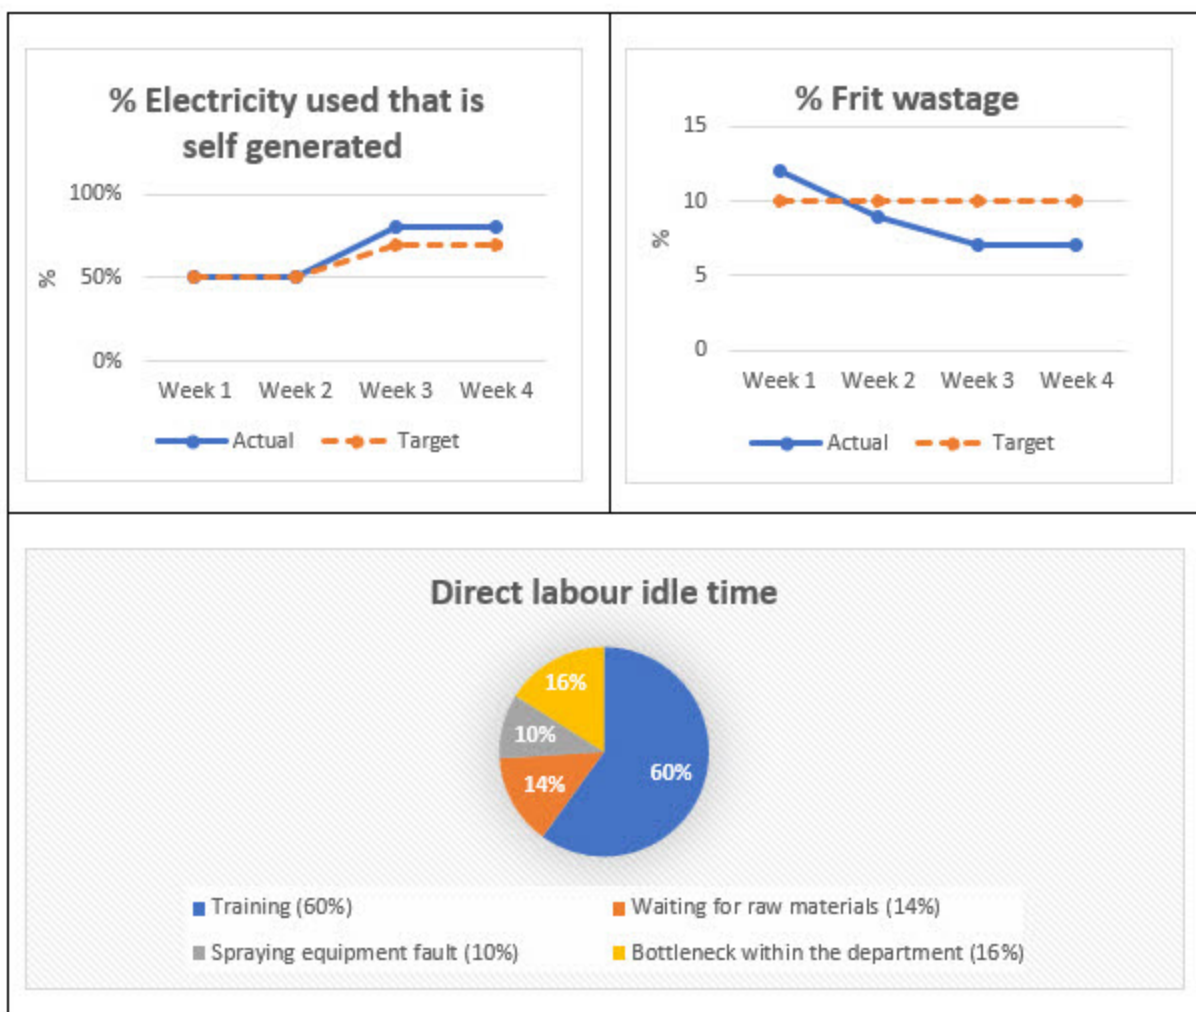 % Electricity used that is
self generated
100%
50%
0%
%
Week 1 Week 2 Week 3 Week 4
Actual Target
% Frit wastage
15
10
5
0
%
Week 1 Week 2 Week 3 Week 4
Actual Target
Direct labour idle time
16%
10%
14%
60%
Training (60%) Waiting for raw materials (14%)
Spraying equipment fault (10%) Bottleneck within the department (16%)